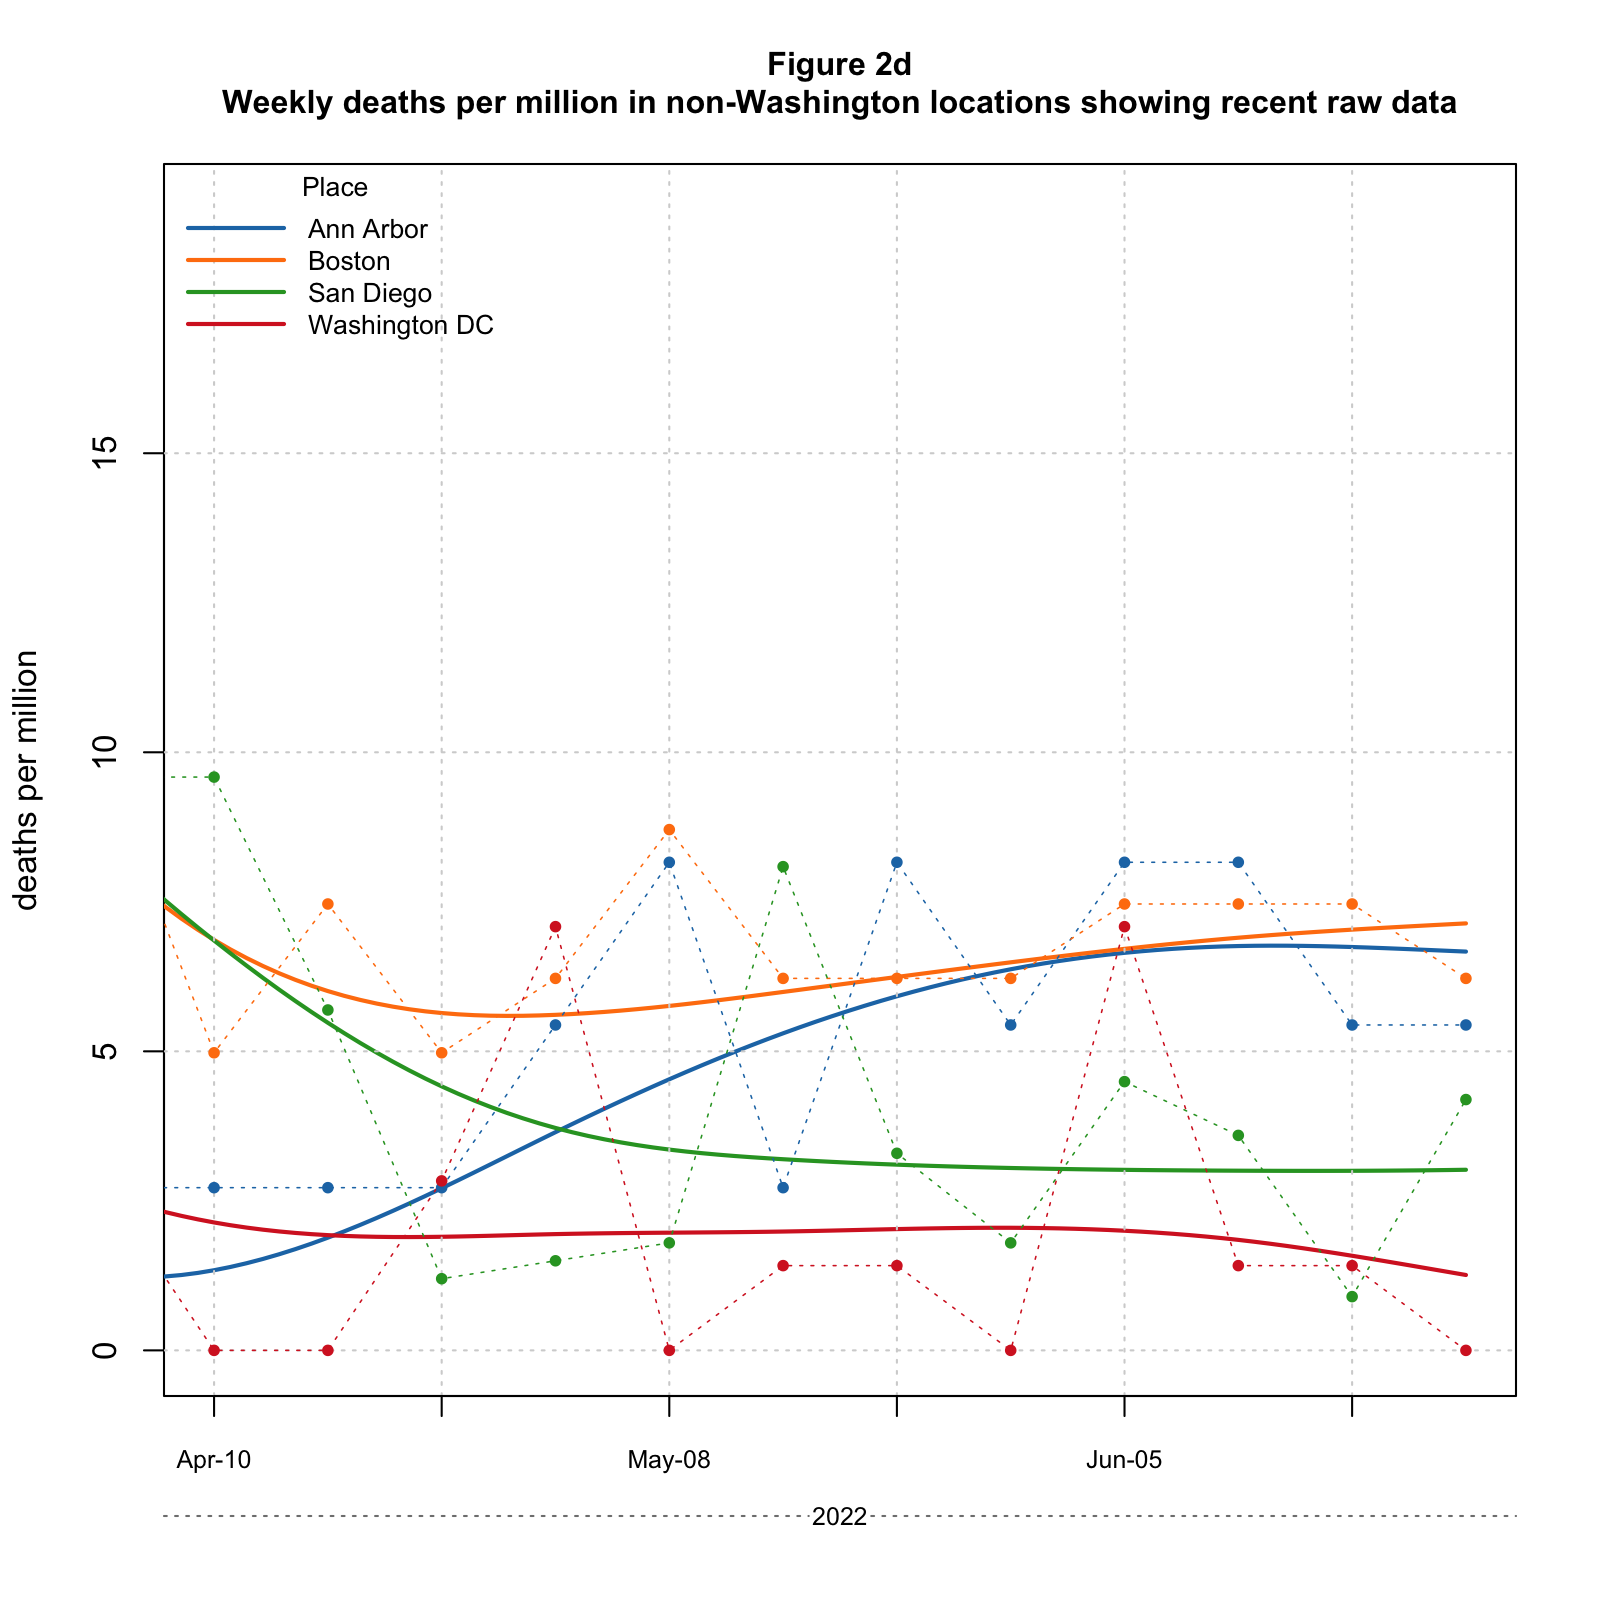 Figure 2d
Weekly deaths per million in non-Washington locations showing recent raw data
Place
Ann Arbor
Boston
San Diego
Washington DC
deaths per million
15
10
5
0
Apr-10
May-08
Jun-05
2022